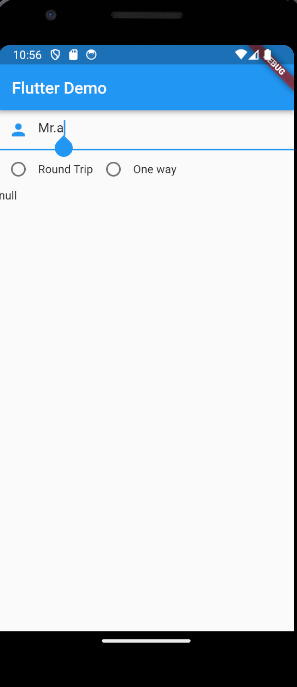 10:56
DEBUG
Flutter Demo
Mr.a
Round Trip
One way
null